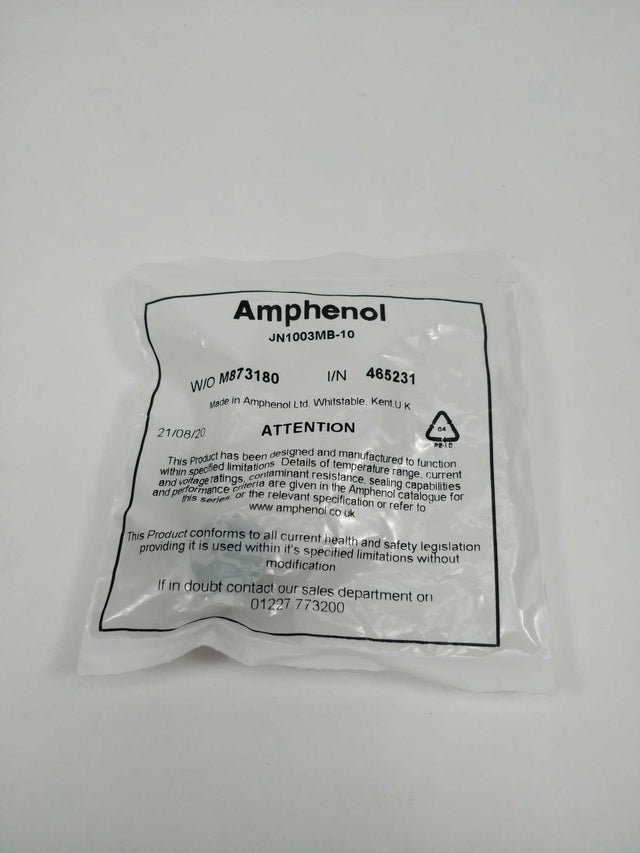 Amphenol
JN1003MB-10
W/O M873180 I/N 465231
Made in Amphenol Ltd. Whitstable. Kent.U K
21/08/20 ATTENTION
04
PE-LD
This Product has been designed and manufactured to function
within specified limitations Details of temperature range, current
and voltage ratings, contaminant resistance, sealing capabilities
and performance criteria are given in the Amphenol catalogue for
this series, or the relevant specification or refer to
www amphenol co uk
This Product conforms to all current health and safety legislation
providing it is used within it's specified limitations without
modification
If in doubt contact our sales department on
01227 773200